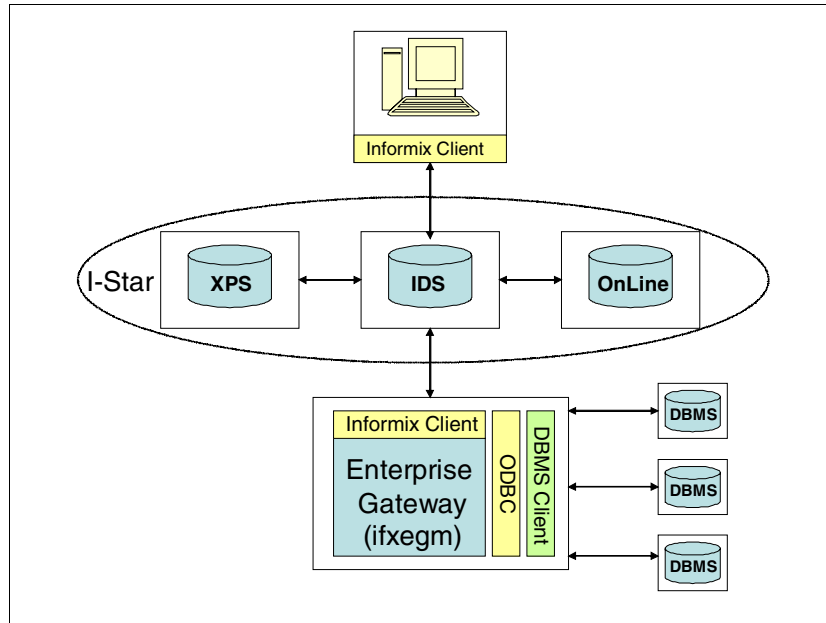 Informix Client
I-Star
XPS
IDS
OnLine
Informix Client
Enterprise
Gateway
(ifxegm)
ODBC
DBMS Client
DBMS
DBMS
DBMS